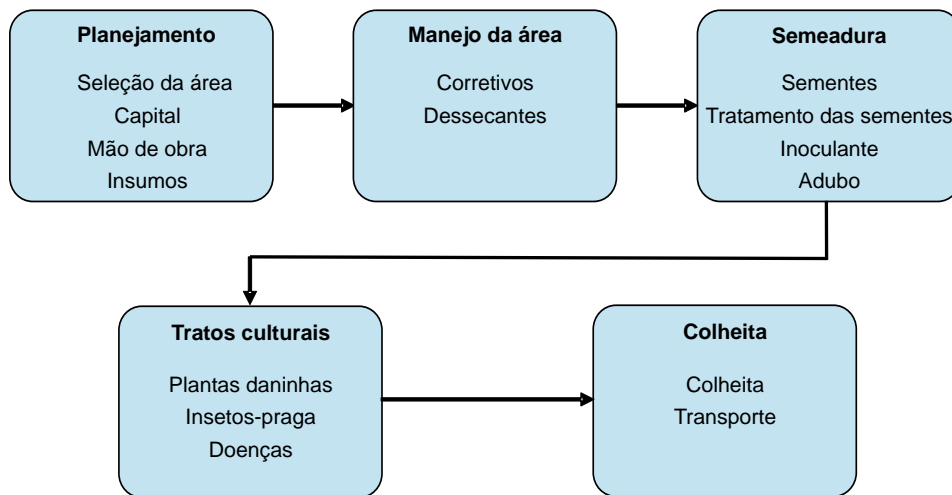 Planejamento
Seleção da área
Capital
Mão de obra
Insumos
Manejo da área
Corretivos
Dessecantes
Semeadura
Sementes
Tratamento das sementes
Inoculante
Adubo
Tratos culturais
Plantas daninhas
Insetos-praga
Doenças
Colheita
Colheita
Transporte